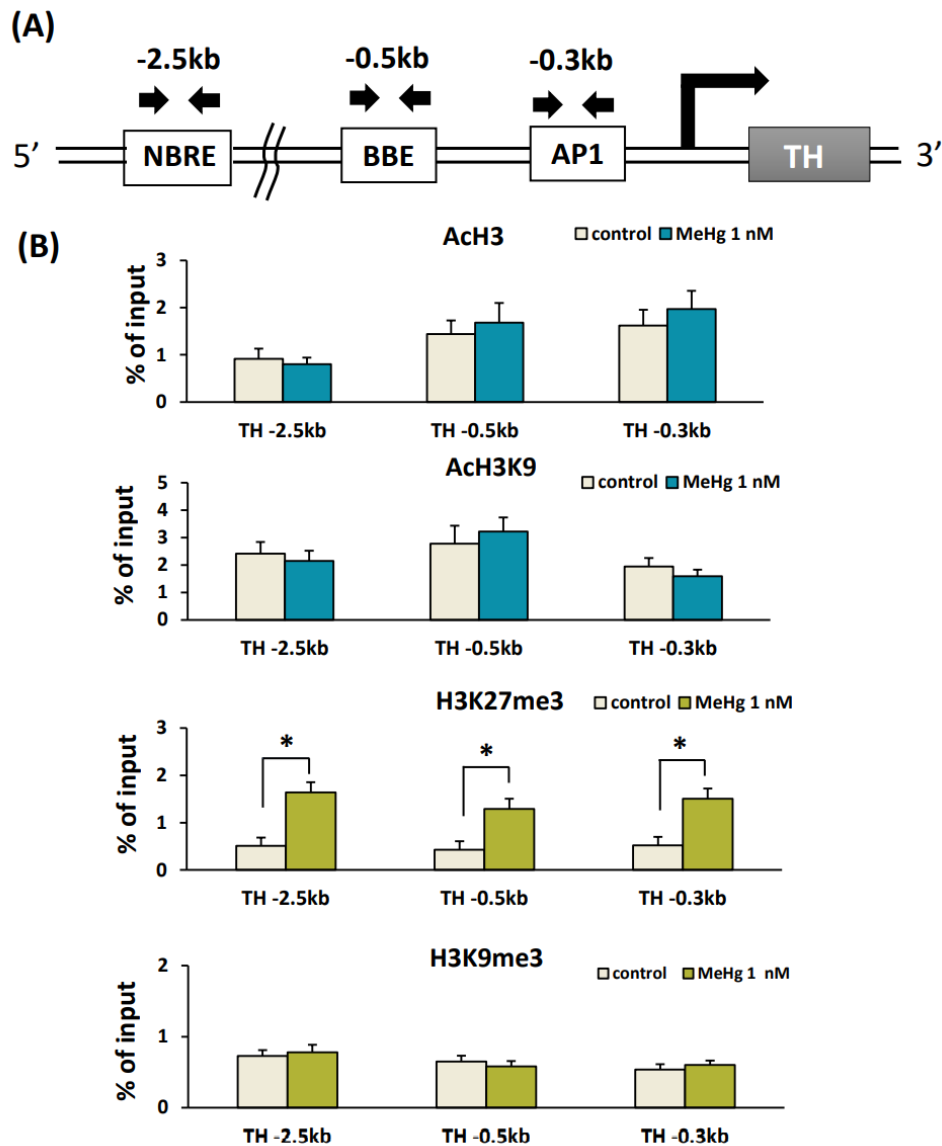 (A)
-2.5kb -0.5kb -0.3kb
5’ NBRE BBE AP1 TH 3’
(B)
AcH3
control MeHg 1 nM
% of input
3
2
1
0
TH -2.5kb TH -0.5kb TH -0.3kb
AcH3K9
control MeHg 1 nM
% of input
5
4
3
2
1
0
TH -2.5kb TH -0.5kb TH -0.3kb
H3K27me3
control MeHg 1 nM
% of input
3
2
1
0
* * *
TH -2.5kb TH -0.5kb TH -0.3kb
H3K9me3
control MeHg 1 nM
% of input
2
1
0
TH -2.5kb TH -0.5kb TH -0.3kb